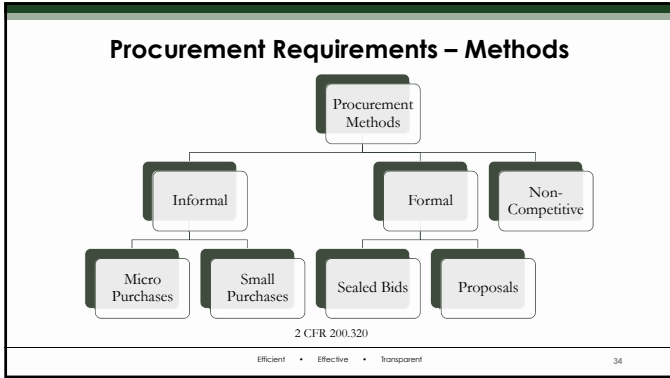 Procurement Requirements – Methods
Procurement
Methods
Informal
Formal
Non-
Competitive
Micro
Purchases
Small
Purchases
Sealed Bids
Proposals
2 CFR 200.320
Efficient • Effective • Transparent
34